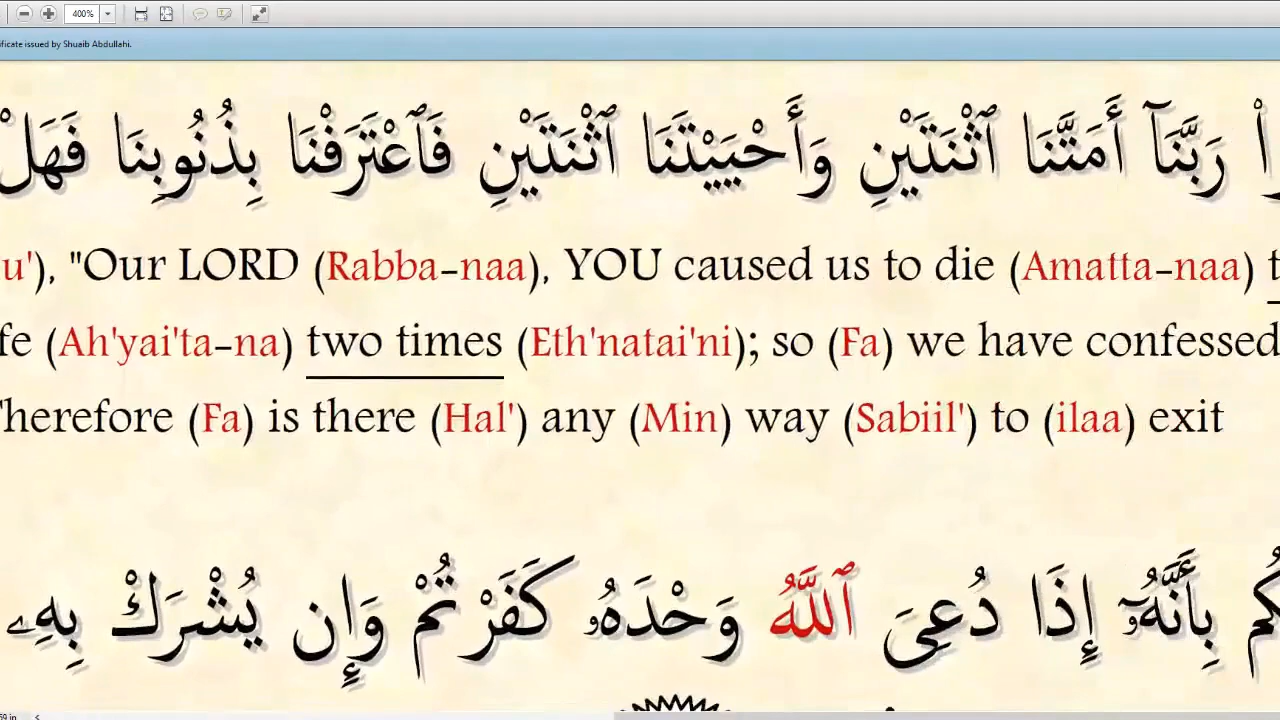 400%
ificate issued by Shuaib Abdullahi.
رَبَّنَآ أَمَتَّنَا ٱثْنَتَيْنِ وَأَحْيَيْتَنَا ٱثْنَتَيْنِ فَٱعْتَرَفْنَا بِذُنُوبِنَا فَهَلْ
u'), "Our LORD (Rabba-naa), YOU caused us to die (Amatta-naa) t
fe (Ah'yai'ta-na) two times (Eth'natai'ni); so (Fa) we have confessed
herefore (Fa) is there (Hal') any (Min) way (Sabiil') to (ilaa) exit
كُم بِأَنَّهُۥٓ إِذَا دُعِىَ ٱللَّهُ وَحْدَهُۥ كَفَرْتُمْ وَإِن يُشْرَكْ بِهِۦ